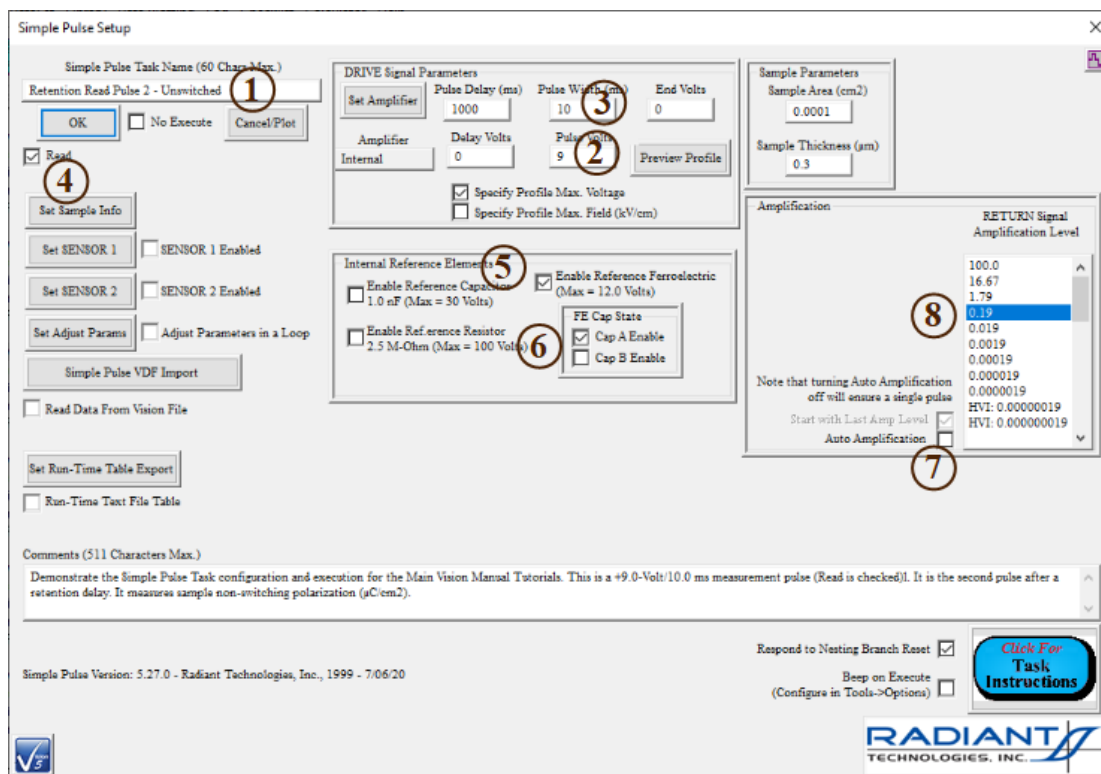 Simple Pulse Setup
Simple Pulse Task Name (60 Chars Max.)
Retention Read Pulse 2 - Unswitched
1
OK
No Execute
Cancel/Plot
Read
4
Set Sample Info
Set SENSOR 1
SENSOR 1 Enabled
Set SENSOR 2
SENSOR 2 Enabled
Set Adjust Params
Adjust Parameters in a Loop
Simple Pulse VDF Import
Read Data From Vision File
Set Run-Time Table Export
Run-Time Text File Table
DRIVE Signal Parameters
Set Amplifier
Pulse Delay (ms)
1000
Pulse Width (ms)
10
3
End Volts
0
Amplifier
Internal
Delay Volts
0
Pulse Volts
9
2
Preview Profile
Specify Profile Max. Voltage
Specify Profile Max. Field (kV/cm)
Internal Reference Elements
5
Enable Reference Capacitor
1.0 nF (Max = 30 Volts)
Enable Reference Resistor
2.5 M-Ohm (Max = 100 Volts)
Enable Reference Ferroelectric
(Max = 12.0 Volts)
6
FE Cap State
Cap A Enable
Cap B Enable
Sample Parameters
Sample Area (cm2)
0.0001
Sample Thickness (µm)
0.3
Amplification
RETURN Signal
Amplification Level
100.0
16.67
1.79
0.19
0.019
0.0019
0.00019
0.000019
0.0000019
HVI: 0.00000019
HVI: 0.000000019
8
Note that turning Auto Amplification
off will ensure a single pulse
Start with Last Amp Level
Auto Amplification
7
Comments (511 Characters Max.)
Demonstrate the Simple Pulse Task configuration and execution for the Main Vision Manual Tutorials. This is a +9.0-Volt/10.0 ms measurement pulse (Read is checked)l. It is the second pulse after a
retention delay. It measures sample non-switching polarization (µC/cm2).
Simple Pulse Version: 5.27.0 - Radiant Technologies, Inc., 1999 - 7/06/20
Respond to Nesting Branch Reset
Beep on Execute
(Configure in Tools->Options)
Click For
Task
Instructions
RADIANT
TECHNOLOGIES, INC.